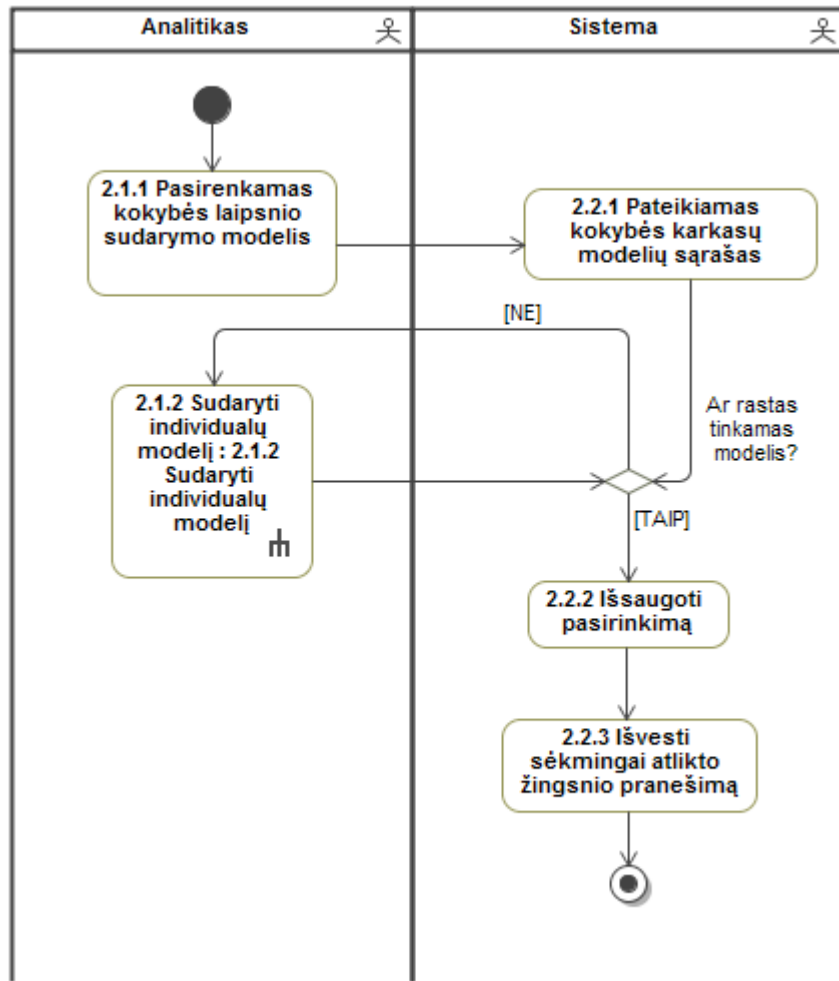 Analitikas
Sistema
2.1.1 Pasirenkamas
kokybės laipsnio
sudarymo modelis
2.2.1 Pateikiamas
kokybės karkasų
modelių sąrašas
[NE]
2.1.2 Sudaryti
individualų
modelį : 2.1.2
Sudaryti
individualų
modelį
Ar rastas
tinkamas
modelis?
[TAIP]
2.2.2 Išsaugoti
pasirinkimą
2.2.3 Išvesti
sėkmingai atlikto
žingsnio pranešimą